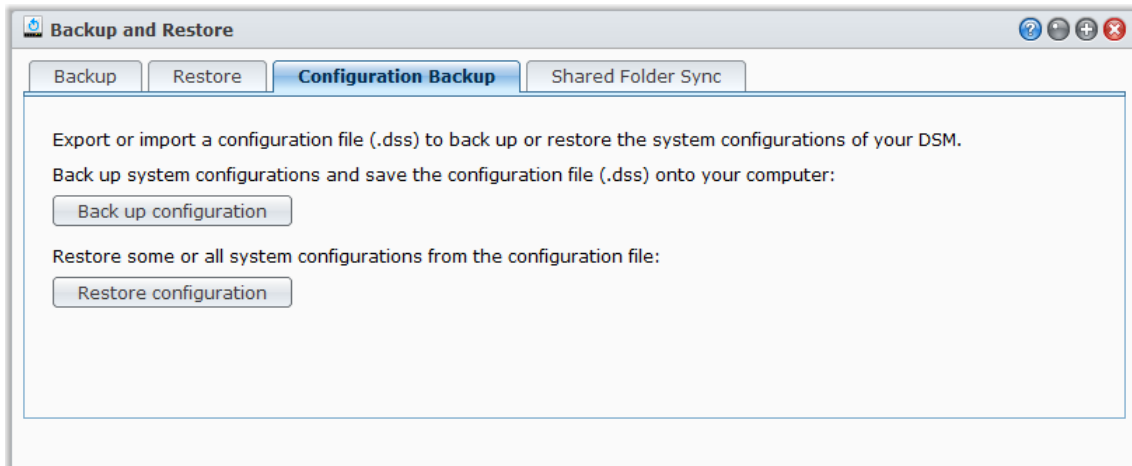 Backup and Restore
Backup Restore Configuration Backup Shared Folder Sync
Export or import a configuration file (.dss) to back up or restore the system configurations of your DSM.
Back up system configurations and save the configuration file (.dss) onto your computer:
Back up configuration
Restore some or all system configurations from the configuration file:
Restore configuration